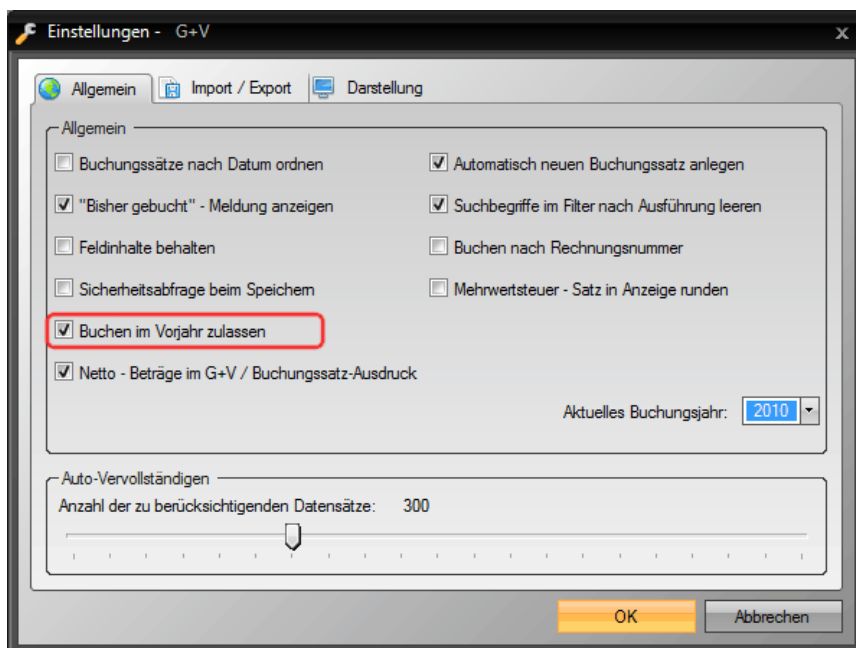 Einstellungen - G+V
x
Allgemein
Import / Export
Darstellung
Allgemein
Buchungssätze nach Datum ordnen
"Bisher gebucht" - Meldung anzeigen
Feldinhalte behalten
Sicherheitsabfrage beim Speichern
Buchen im Vorjahr zulassen
Netto - Beträge im G+V / Buchungssatz-Ausdruck
Automatisch neuen Buchungssatz anlegen
Suchbegriffe im Filter nach Ausführung leeren
Buchen nach Rechnungsnummer
Mehrwertsteuer - Satz in Anzeige runden
Aktuelles Buchungsjahr: 2010
Auto-Vervollständigen
Anzahl der zu berücksichtigenden Datensätze: 300
OK
Abbrechen